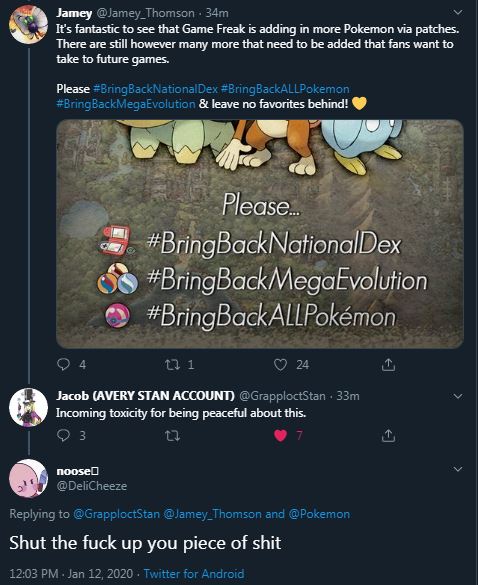 Jamey @Jamey_Thomson · 34m
It's fantastic to see that Game Freak is adding in more Pokemon via patches.
There are still however many more that need to be added that fans want to
take to future games.
Please #BringBackNationalDex #BringBackALLPokemon
#BringBackMegaEvolution & leave no favorites behind! 💛
Please...
#BringBackNationalDex
#BringBackMegaEvolution
#BringBackALLPokémon
4 1 24
Jacob (AVERY STAN ACCOUNT) @GrapploctStan · 33m
Incoming toxicity for being peaceful about this.
3 7
noose▯
@DeliCheeze
Replying to @GrapploctStan @Jamey_Thomson and @Pokemon
Shut the fuck up you piece of shit
12:03 PM · Jan 12, 2020 · Twitter for Android